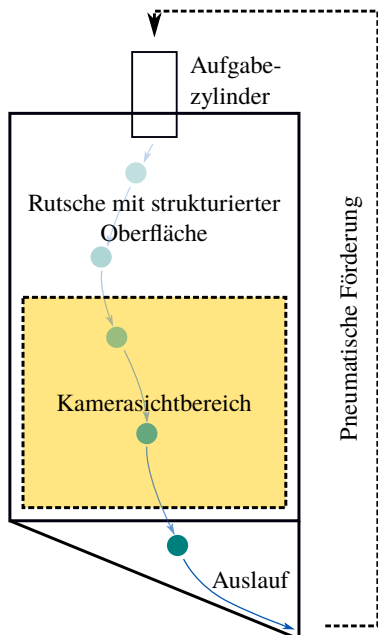 Aufgabe-
zylinder
Rutsche mit strukturierter
Oberfläche
Kamerasichtbereich
Auslauf
Pneumatische Förderung